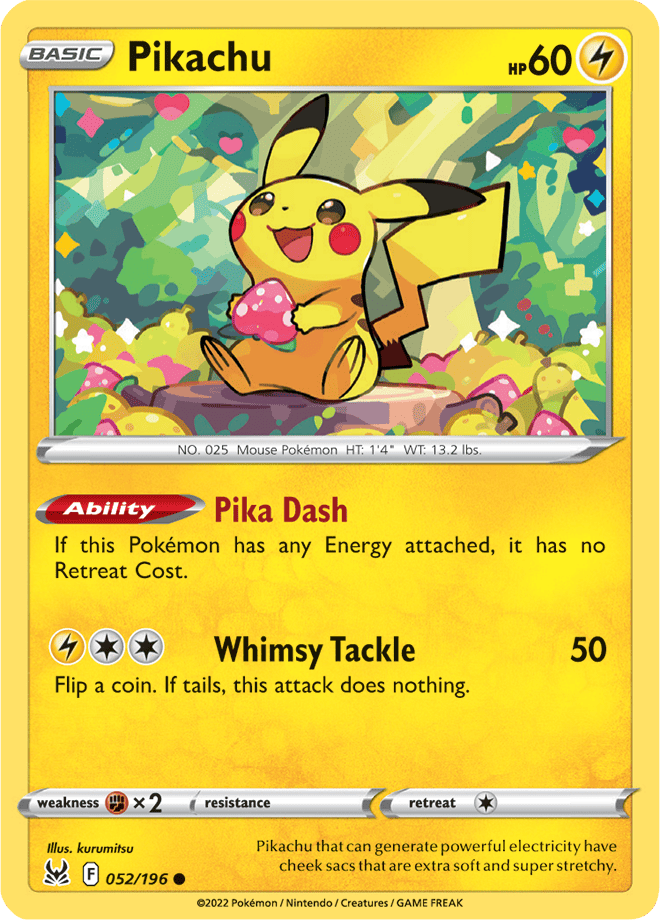 BASIC Pikachu HP60
NO. 025 Mouse Pokémon HT: 1'4" WT: 13.2 lbs.
Ability Pika Dash
If this Pokémon has any Energy attached, it has no
Retreat Cost.
Whimsy Tackle 50
Flip a coin. If tails, this attack does nothing.
weakness ×2 resistance retreat
Illus. kurumitsu
Pikachu that can generate powerful electricity have
cheek sacs that are extra soft and super stretchy.
F 052/196
©2022 Pokémon / Nintendo / Creatures / GAME FREAK